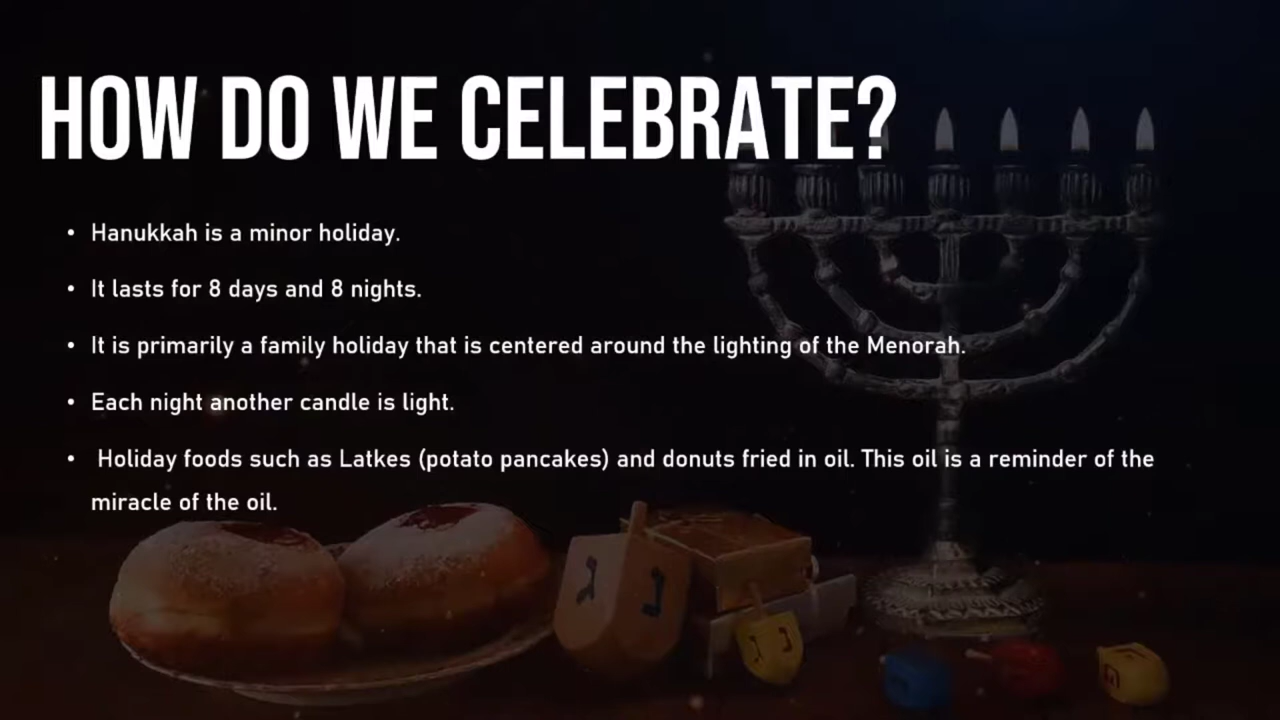 HOW DO WE CELEBRATE?
• Hanukkah is a minor holiday.
• It lasts for 8 days and 8 nights.
• It is primarily a family holiday that is centered around the lighting of the Menorah.
• Each night another candle is light.
• Holiday foods such as Latkes (potato pancakes) and donuts fried in oil. This oil is a reminder of the
miracle of the oil.
נ
נ